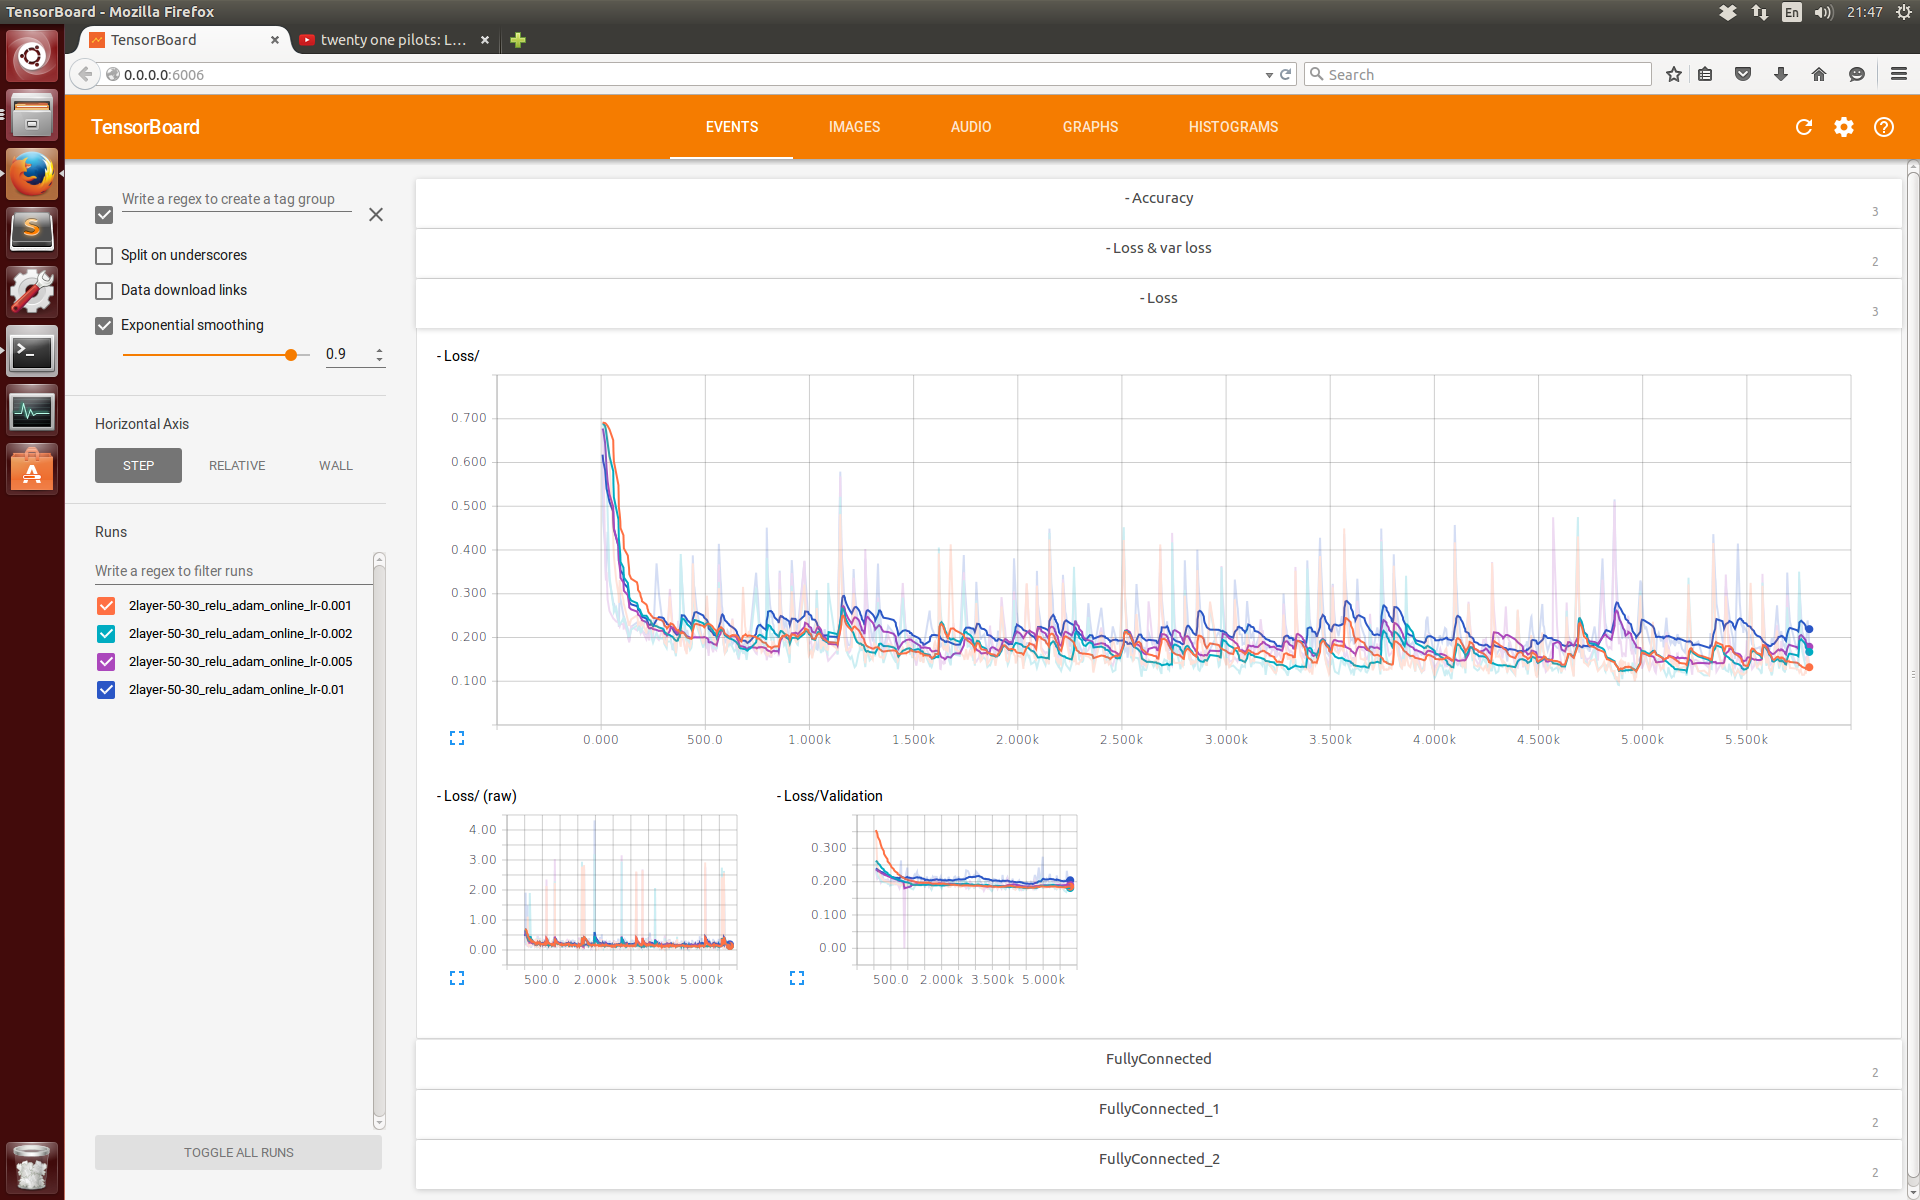 TensorBoard - Mozilla Firefox
En
21:47
TensorBoard
twenty one pilots: L...
0.0.0.0:6006
Search
TensorBoard
EVENTS
IMAGES
AUDIO
GRAPHS
HISTOGRAMS
Write a regex to create a tag group
Split on underscores
Data download links
Exponential smoothing
0.9
Horizontal Axis
STEP
RELATIVE
WALL
Runs
Write a regex to filter runs
2layer-50-30_relu_adam_online_lr-0.001
2layer-50-30_relu_adam_online_lr-0.002
2layer-50-30_relu_adam_online_lr-0.005
2layer-50-30_relu_adam_online_lr-0.01
TOGGLE ALL RUNS
- Accuracy
3
- Loss & var loss
2
- Loss
3
- Loss/
0.700
0.600
0.500
0.400
0.300
0.200
0.100
0.000 500.0 1.000k 1.500k 2.000k 2.500k 3.000k 3.500k 4.000k 4.500k 5.000k 5.500k
- Loss/ (raw)
4.00
3.00
2.00
1.00
0.00
500.0 2.000k 3.500k 5.000k
- Loss/Validation
0.300
0.200
0.100
0.00
500.0 2.000k 3.500k 5.000k
FullyConnected
2
FullyConnected_1
2
FullyConnected_2
2